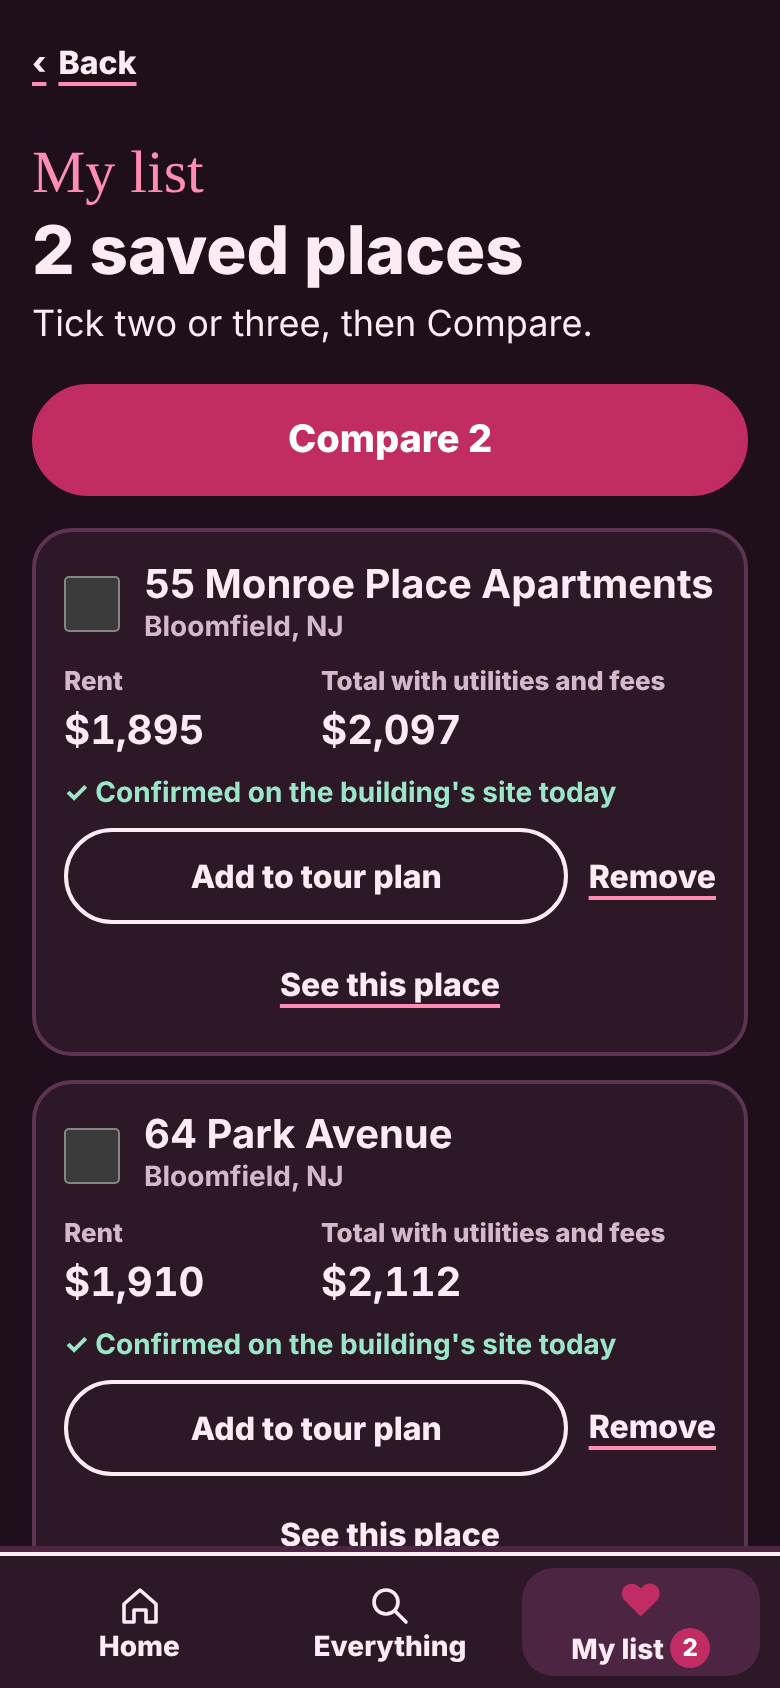 ‹ Back
My list
2 saved places
Tick two or three, then Compare.
Compare 2
55 Monroe Place Apartments
Bloomfield, NJ
Rent
Total with utilities and fees
$1,895
$2,097
✓ Confirmed on the building's site today
Add to tour plan
Remove
See this place
64 Park Avenue
Bloomfield, NJ
Rent
Total with utilities and fees
$1,910
$2,112
✓ Confirmed on the building's site today
Add to tour plan
Remove
See this place
Home
Everything
My list 2